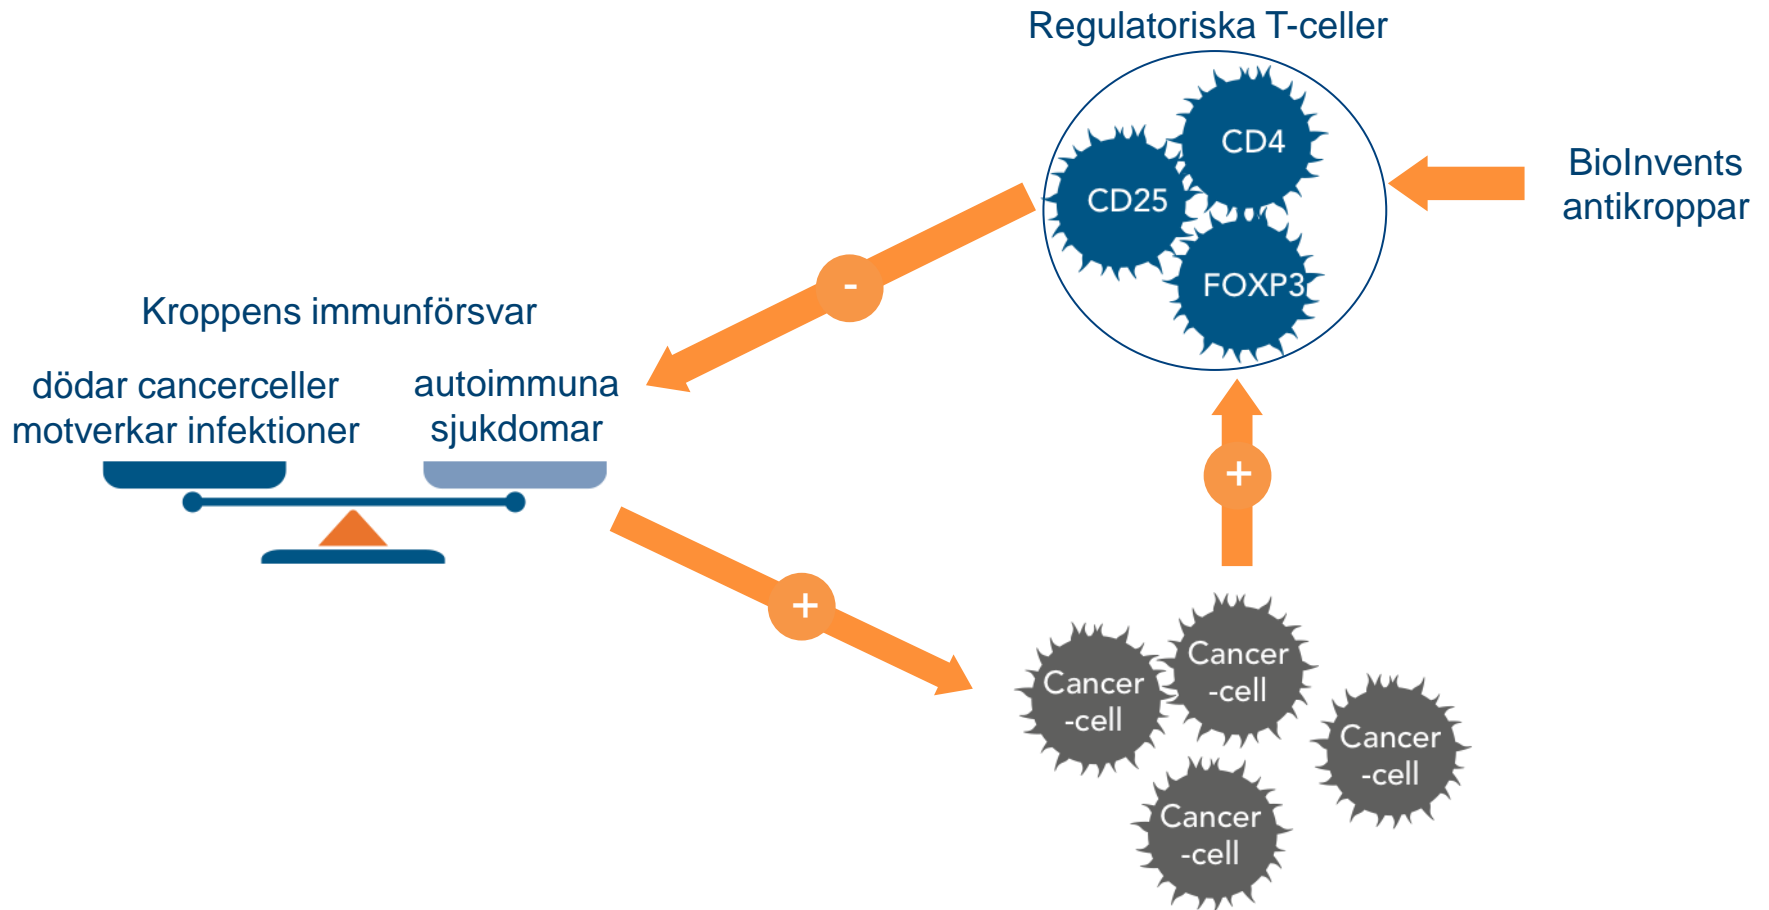 Regulatoriska T-celler
CD4
CD25
FOXP3
BioInvents
antikroppar
-
Kroppens immunförsvar
dödar cancerceller
motverkar infektioner
autoimmuna
sjukdomar
+
+
Cancer
-cell
Cancer
-cell
Cancer
-cell
Cancer
-cell